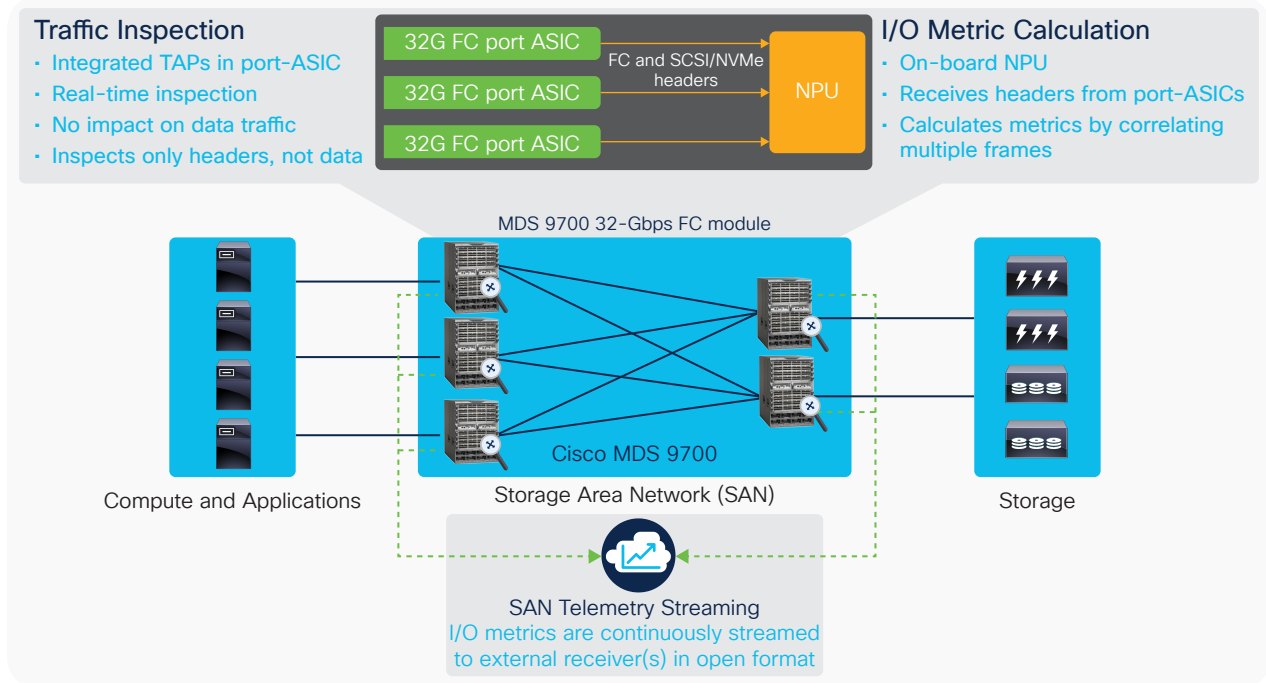 Traffic Inspection
· Integrated TAPs in port-ASIC
· Real-time inspection
· No impact on data traffic
· Inspects only headers, not data
32G FC port ASIC
32G FC port ASIC
32G FC port ASIC
FC and SCSI/NVMe
headers
NPU
I/O Metric Calculation
· On-board NPU
· Receives headers from port-ASICs
· Calculates metrics by correlating
multiple frames
MDS 9700 32-Gbps FC module
Cisco MDS 9700
Compute and Applications
Storage Area Network (SAN)
Storage
SAN Telemetry Streaming
I/O metrics are continuously streamed
to external receiver(s) in open format